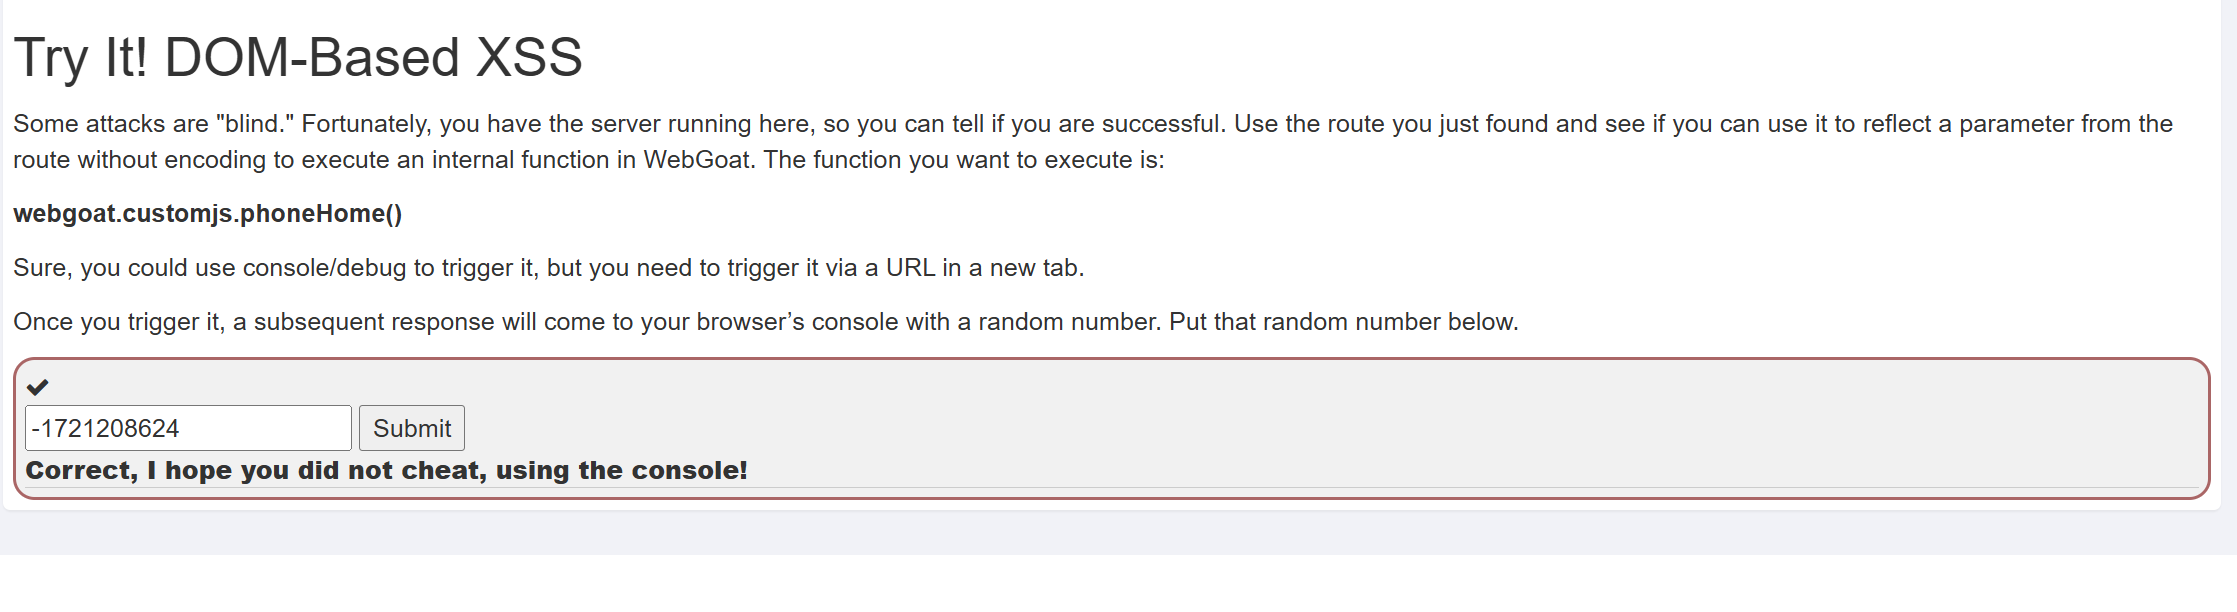 Try It! DOM-Based XSS
Some attacks are "blind." Fortunately, you have the server running here, so you can tell if you are successful. Use the route you just found and see if you can use it to reflect a parameter from the
route without encoding to execute an internal function in WebGoat. The function you want to execute is:
webgoat.customjs.phoneHome()
Sure, you could use console/debug to trigger it, but you need to trigger it via a URL in a new tab.
Once you trigger it, a subsequent response will come to your browser’s console with a random number. Put that random number below.
-1721208624 Submit
Correct, I hope you did not cheat, using the console!